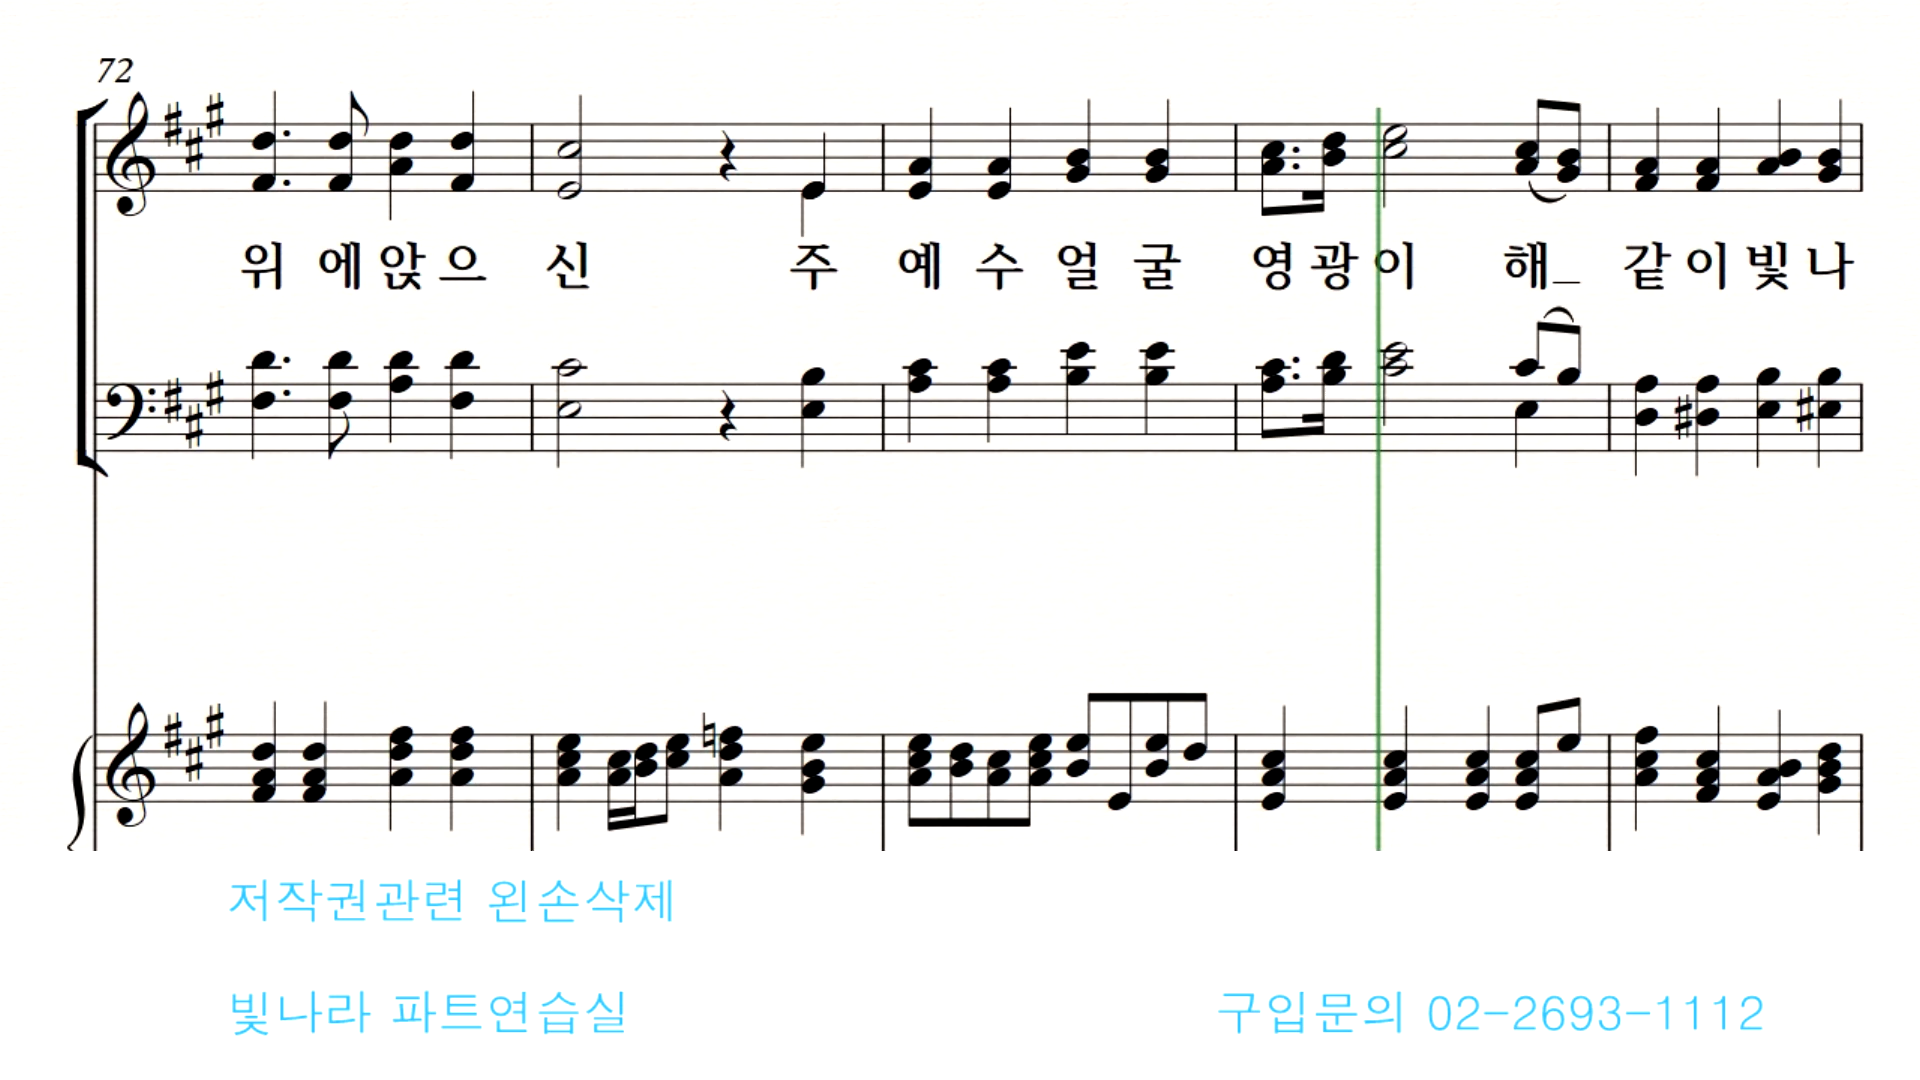 72
위 에 앉 으 신 주 예 수 얼 굴 영 광 이 해_ 같 이 빛 나
저작권관련 왼손삭제
빛나라 파트연습실 구입문의 02-2693-1112